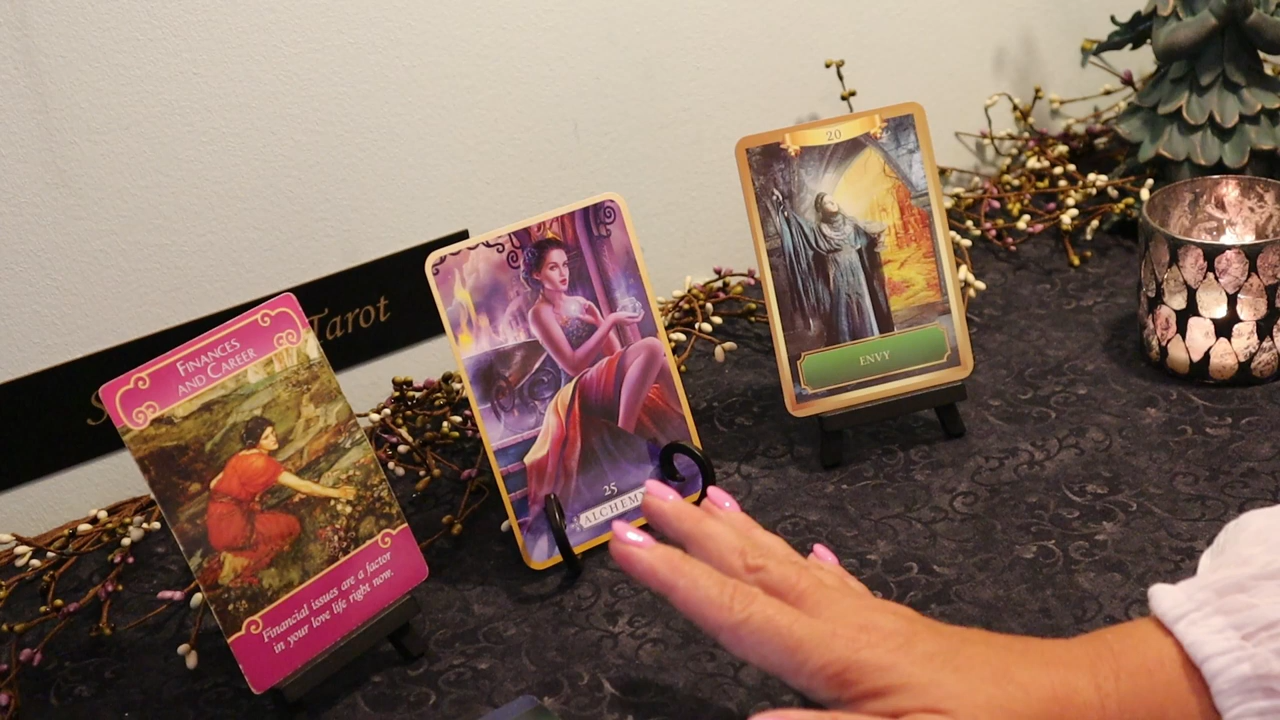 FINANCES
AND CAREER
Financial issues are a factor
in your love life right now.
Tarot
25
ALCHEMY
20
ENVY